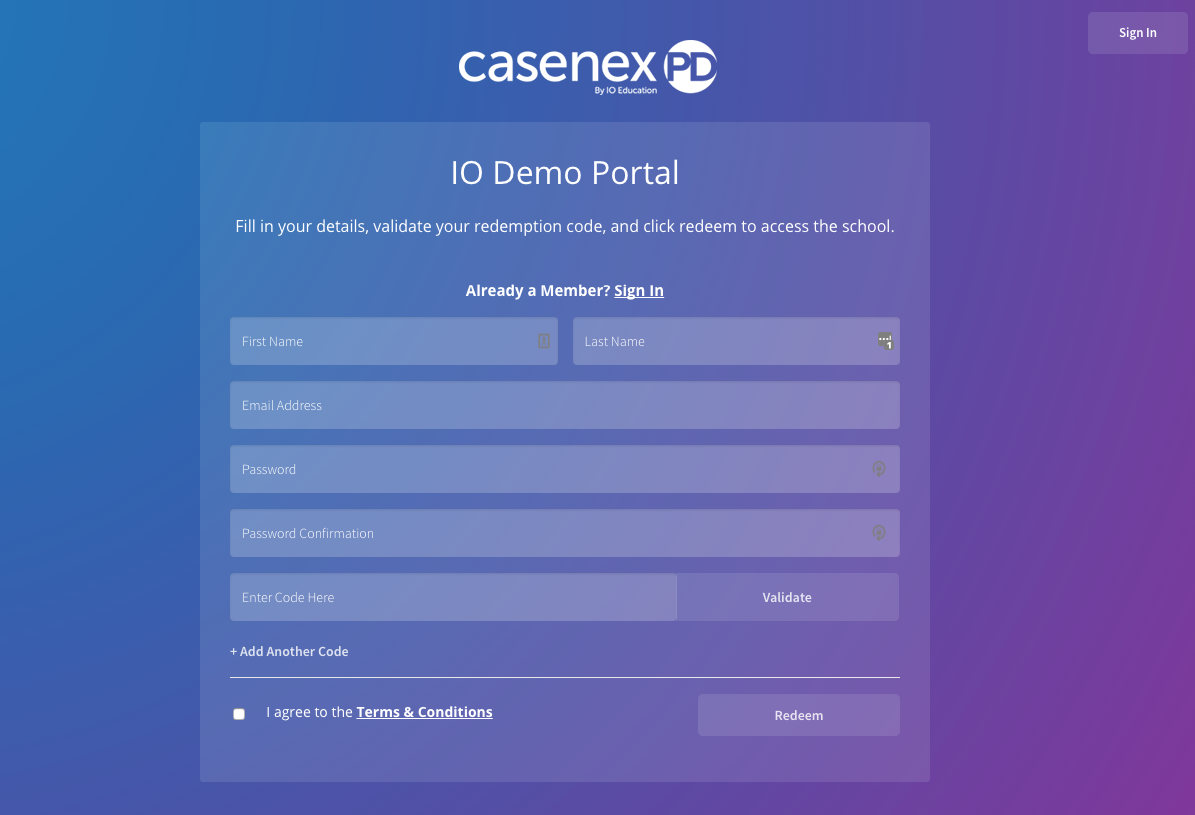 Sign In
casenex PD
By IO Education
IO Demo Portal
Fill in your details, validate your redemption code, and click redeem to access the school.
Already a Member? Sign In
First Name
Last Name
Email Address
Password
Password Confirmation
Enter Code Here
Validate
+ Add Another Code
I agree to the Terms & Conditions
Redeem